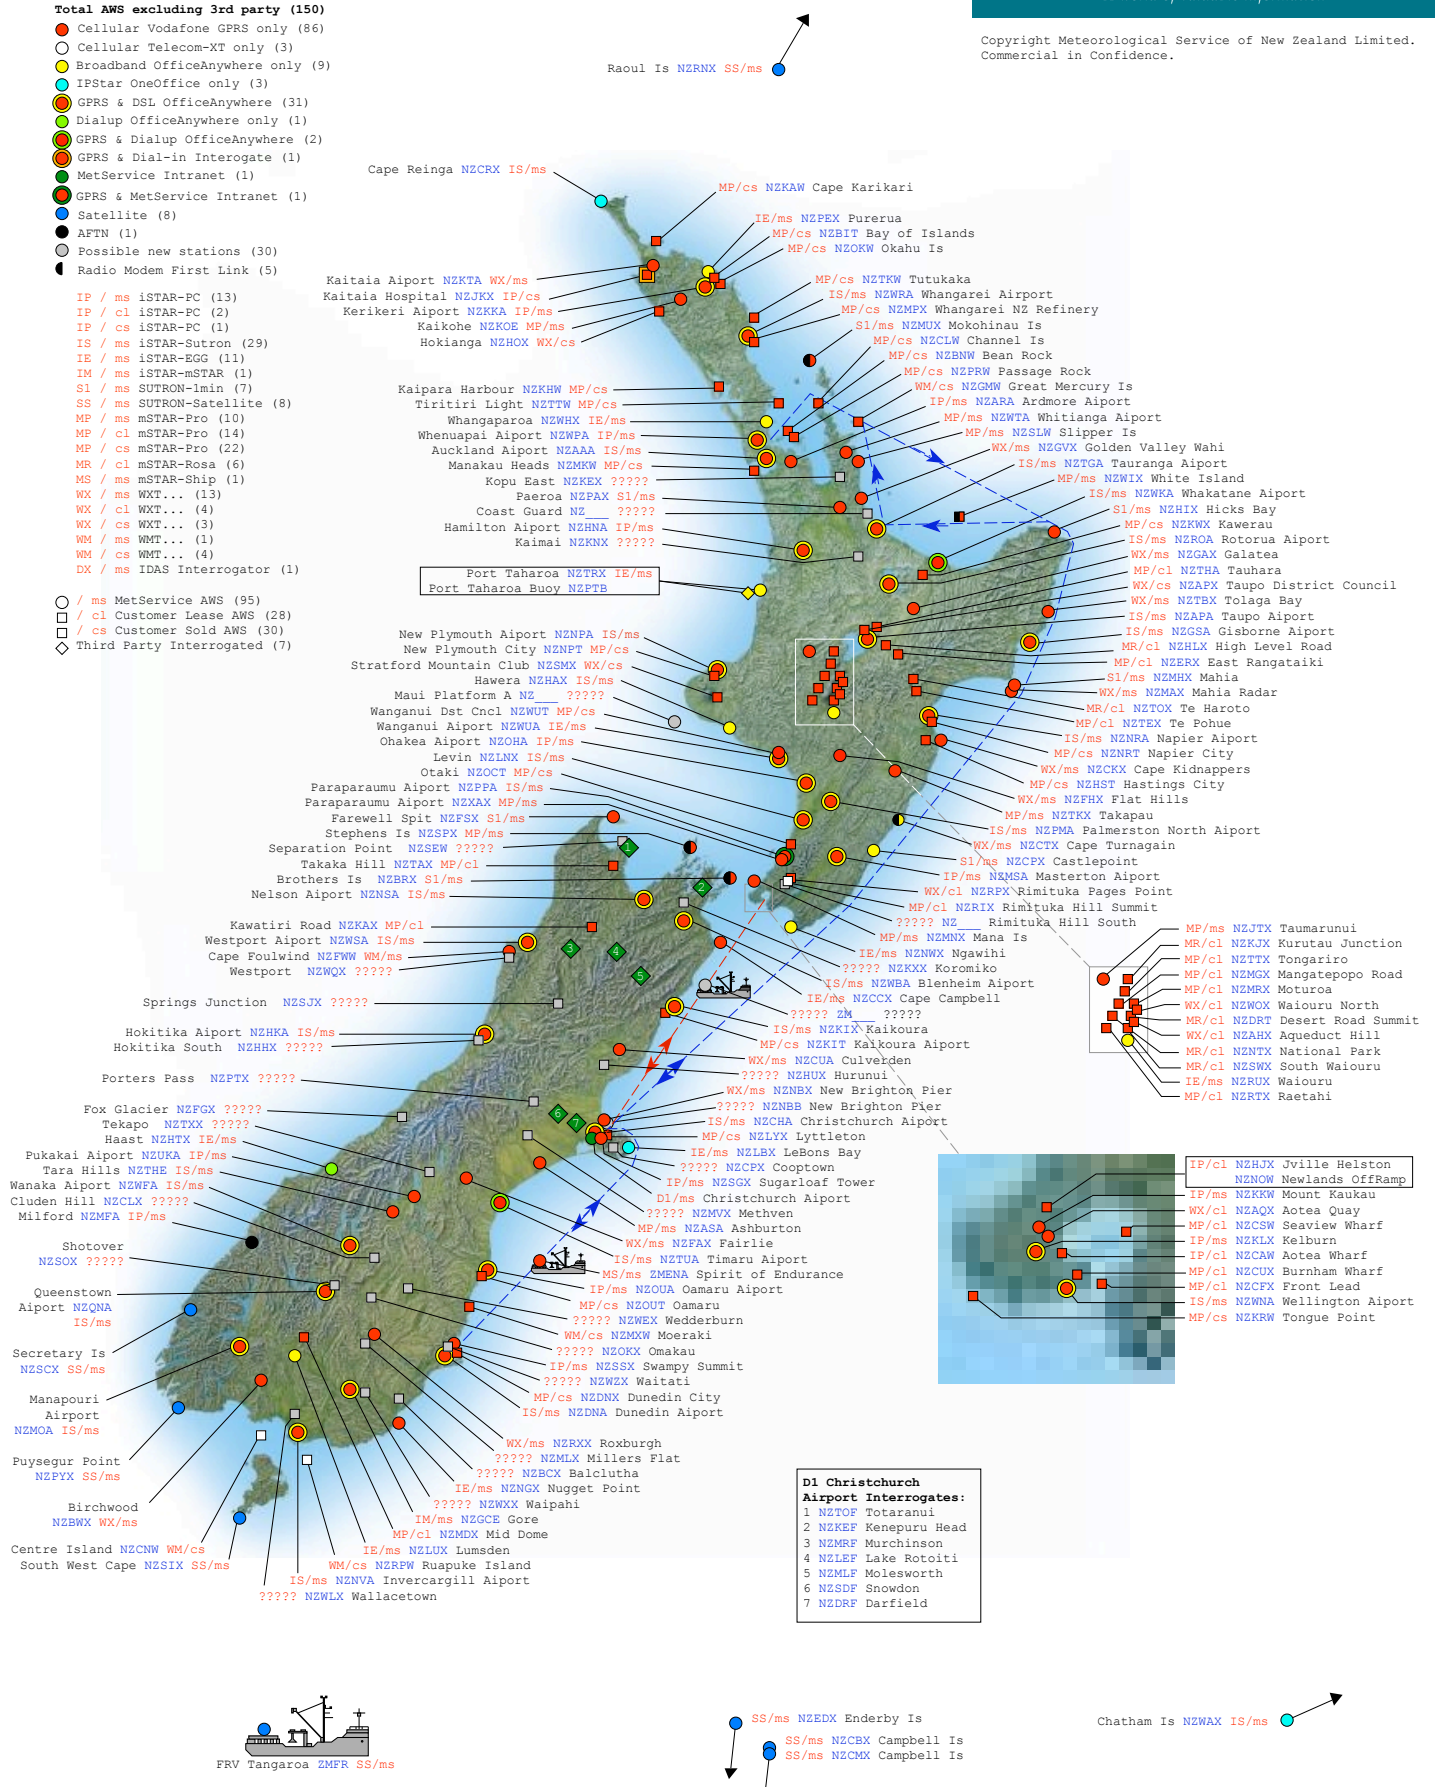 Total AWS excluding 3rd party (150)
Cellular Vodafone GPRS only (86)
Cellular Telecom-XT only (3)
Broadband OfficeAnywhere only (9)
IPStar OneOffice only (3)
GPRS & DSL OfficeAnywhere (31)
Dialup OfficeAnywhere only (1)
GPRS & Dialup OfficeAnywhere (2)
GPRS & Dial-in Interogate (1)
MetService Intranet (1)
GPRS & MetService Intranet (1)
Satellite (8)
AFTN (1)
Possible new stations (30)
Radio Modem First Link (5)
IP / ms iSTAR-PC (13)
IP / cl iSTAR-PC (2)
IP / cs iSTAR-PC (1)
IS / ms iSTAR-Sutron (29)
IE / ms iSTAR-EGG (11)
IM / ms iSTAR-mSTAR (1)
S1 / ms SUTRON-1min (7)
SS / ms SUTRON-Satellite (8)
MP / ms mSTAR-Pro (10)
MP / cl mSTAR-Pro (14)
MP / cs mSTAR-Pro (22)
MR / cl mSTAR-Rosa (6)
MS / ms mSTAR-Ship (1)
WX / ms WXT... (13)
WX / cl WXT... (4)
WX / cs WXT... (3)
WM / ms WMT... (1)
WM / cs WMT... (4)
DX / ms IDAS Interrogator (1)
/ ms MetService AWS (95)
/ cl Customer Lease AWS (28)
/ cs Customer Sold AWS (30)
Third Party Interrogated (7)
Copyright Meteorological Service of New Zealand Limited.
Commercial in Confidence.
Raoul Is NZRNX SS/ms
Cape Reinga NZCRX IS/ms
Kaitaia Aiport NZKTA WX/ms
Kaitaia Hospital NZJKX IP/cs
Kerikeri Aiport NZKKA IP/ms
Kaikohe NZKOE MP/ms
Hokianga NZHOX WX/cs
Kaipara Harbour NZKHW MP/cs
Tiritiri Light NZTTW MP/cs
Whangaparoa NZWHX IE/ms
Whenuapai Aiport NZWPA IP/ms
Auckland Aiport NZAAA IS/ms
Manakau Heads NZMKW MP/cs
Kopu East NZKEX ?????
Paeroa NZPAX S1/ms
Coast Guard NZ___ ?????
Hamilton Aiport NZHNA IP/ms
Kaimai NZKNX ?????
Port Taharoa NZTRX IE/ms
Port Taharoa Buoy NZPTB
New Plymouth Aiport NZNPA IS/ms
New Plymouth City NZNPT MP/cs
Stratford Mountain Club NZSMX WX/cs
Hawera NZHAX IS/ms
Maui Platform A NZ___ ?????
Wanganui Dst Cncl NZWUT MP/cs
Wanganui Aiport NZWUA IE/ms
Ohakea Aiport NZOHA IP/ms
Levin NZLNX IS/ms
Otaki NZOCT MP/cs
Paraparaumu Aiport NZPPA IS/ms
Paraparaumu Aiport NZXAX MP/ms
Farewell Spit NZFSX S1/ms
Stephens Is NZSPX MP/ms
Separation Point NZSEW ?????
Takaka Hill NZTAX MP/cl
Brothers Is NZBRX S1/ms
Nelson Aiport NZNSA IS/ms
Kawatiri Road NZKAX MP/cl
Westport Aiport NZWSA IS/ms
Cape Foulwind NZFWW WM/ms
Westport NZWQX ?????
Springs Junction NZSJX ?????
Hokitika Aiport NZHKA IS/ms
Hokitika South NZHHX ?????
Porters Pass NZPTX ?????
Fox Glacier NZFGX ?????
Tekapo NZTXX ?????
Haast NZHTX IE/ms
Pukakai Aiport NZUKA IP/ms
Tara Hills NZTHE IS/ms
Wanaka Aiport NZWFA IS/ms
Cluden Hill NZCLX ?????
Milford NZMFA IP/ms
Shotover
NZSOX ?????
Queenstown
Aiport NZQNA
IS/ms
Secretary Is
NZSCX SS/ms
Manapouri
Airport
NZMOA IS/ms
Puysegur Point
NZPYX SS/ms
Birchwood
NZBWX WX/ms
Centre Island NZCNW WM/cs
South West Cape NZSIX SS/ms
MP/cs NZKAW Cape Karikari
IE/ms NZPEX Purerua
MP/cs NZBIT Bay of Islands
MP/cs NZOKW Okahu Is
MP/cs NZTKW Tutukaka
IS/ms NZWRA Whangarei Airport
MP/cs NZMPX Whangarei NZ Refinery
S1/ms NZMUX Mokohinau Is
MP/cs NZCLW Channel Is
MP/cs NZBNW Bean Rock
MP/cs NZPRW Passage Rock
WM/cs NZGMW Great Mercury Is
IP/ms NZARA Ardmore Aiport
MP/ms NZWTA Whitianga Aiport
MP/ms NZSLW Slipper Is
WX/ms NZGVX Golden Valley Wahi
IS/ms NZTGA Tauranga Aiport
MP/ms NZWIX White Island
IS/ms NZWKA Whakatane Aiport
S1/ms NZHIX Hicks Bay
MP/cs NZKWX Kawerau
IS/ms NZROA Rotorua Aiport
WX/ms NZGAX Galatea
MP/cl NZTHA Tauhara
WX/cs NZAPX Taupo District Council
WX/ms NZTBX Tolaga Bay
IS/ms NZAPA Taupo Aiport
IS/ms NZGSA Gisborne Aiport
MR/cl NZHLX High Level Road
MP/cl NZERX East Rangataiki
S1/ms NZMHX Mahia
WX/ms NZMAX Mahia Radar
MR/cl NZTOX Te Haroto
MP/cl NZTEX Te Pohue
IS/ms NZNRA Napier Aiport
MP/cs NZNRT Napier City
WX/ms NZCKX Cape Kidnappers
MP/cs NZHST Hastings City
WX/ms NZFHX Flat Hills
MP/ms NZTKX Takapau
IS/ms NZPMA Palmerston North Aiport
WX/ms NZCTX Cape Turnagain
S1/ms NZCPX Castlepoint
IP/ms NZMSA Masterton Aiport
WX/cl NZRPX Rimituka Pages Point
MP/cl NZRIX Rimituka Hill Summit
????? NZ___ Rimituka Hill South
MP/ms NZMNX Mana Is
IE/ms NZNWX Ngawihi
????? NZKXX Koromiko
IS/ms NZWBA Blenheim Aiport
IE/ms NZCCX Cape Campbell
????? ZM___ ?????
IS/ms NZKIX Kaikoura
MP/cs NZKIT Kaikoura Aiport
WX/ms NZCUA Culverden
????? NZHUX Hurunui
WX/ms NZNBX New Brighton Pier
????? NZNBB New Brighton Pier
IS/ms NZCHA Christchurch Aiport
MP/cs NZLYX Lyttleton
IE/ms NZLBX LeBons Bay
????? NZCPX Cooptown
IP/ms NZSGX Sugarloaf Tower
D1/ms Christchurch Aiport
????? NZMVX Methven
MP/ms NZASA Ashburton
WX/ms NZFAX Fairlie
IS/ms NZTUA Timaru Aiport
MS/ms ZMENA Spirit of Endurance
IP/ms NZOUA Oamaru Aiport
MP/cs NZOUT Oamaru
????? NZWEX Wedderburn
WM/cs NZMXW Moeraki
????? NZOKX Omakau
IP/ms NZSSX Swampy Summit
????? NZWZX Waitati
MP/cs NZDNX Dunedin City
IS/ms NZDNA Dunedin Aiport
WX/ms NZRXX Roxburgh
????? NZMLX Millers Flat
????? NZBCX Balclutha
IE/ms NZNGX Nugget Point
????? NZWXX Waipahi
IM/ms NZGCE Gore
MP/cl NZMDX Mid Dome
IE/ms NZLUX Lumsden
WM/cs NZRPW Ruapuke Island
IS/ms NZNVA Invercargill Aiport
????? NZWLX Wallacetown
1
2
3
4
5
6
7
MP/ms NZJTX Taumarunui
MR/cl NZKJX Kurutau Junction
MP/cl NZTTX Tongariro
MP/cl NZMGX Mangatepopo Road
MP/cl NZMRX Moturoa
WX/cl NZWOX Waiouru North
MR/cl NZDRT Desert Road Summit
WX/cl NZAHX Aqueduct Hill
MR/cl NZNTX National Park
MR/cl NZSWX South Waiouru
IE/ms NZRUX Waiouru
MP/cl NZRTX Raetahi
IP/cl NZHJX Jville Helston
NZNOW Newlands OffRamp
IP/ms NZKKW Mount Kaukau
WX/cl NZAQX Aotea Quay
MP/cl NZCSW Seaview Wharf
IP/ms NZKLX Kelburn
IP/cl NZCAW Aotea Wharf
MP/cl NZCUX Burnham Wharf
MP/cl NZCFX Front Lead
IS/ms NZWNA Wellington Aiport
MP/cs NZKRW Tongue Point
D1 Christchurch
Airport Interrogates:
1 NZTOF Totaranui
2 NZKEF Kenepuru Head
3 NZMRF Murchinson
4 NZLEF Lake Rotoiti
5 NZMLF Molesworth
6 NZSDF Snowdon
7 NZDRF Darfield
FRV Tangaroa ZMFR SS/ms
SS/ms NZEDX Enderby Is
SS/ms NZCBX Campbell Is
SS/ms NZCMX Campbell Is
Chatham Is NZWAX IS/ms